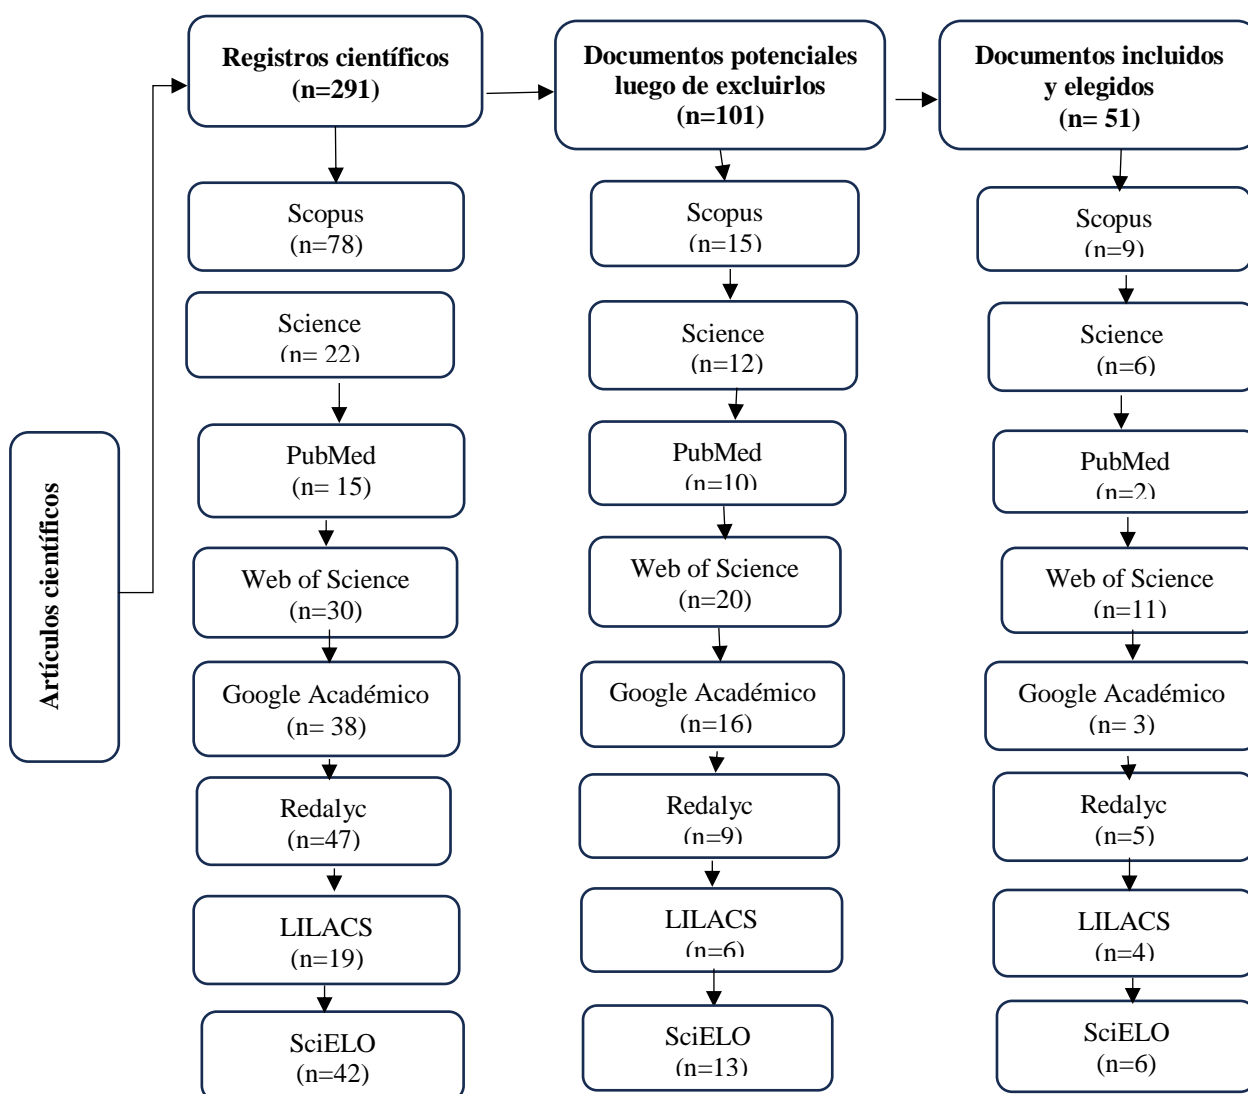 Artículos científicos
Registros científicos
(n=291)
Scopus
(n=78)
Science
(n= 22)
PubMed
(n= 15)
Web of Science
(n=30)
Google Académico
(n= 38)
Redalyc
(n=47)
LILACS
(n=19)
SciELO
(n=42)
Documentos potenciales
luego de excluirlos
(n=101)
Scopus
(n=15)
Science
(n=12)
PubMed
(n=10)
Web of Science
(n=20)
Google Académico
(n=16)
Redalyc
(n=9)
LILACS
(n=6)
SciELO
(n=13)
Documentos incluidos
y elegidos
(n= 51)
Scopus
(n=9)
Science
(n=6)
PubMed
(n=2)
Web of Science
(n=11)
Google Académico
(n= 3)
Redalyc
(n=5)
LILACS
(n=4)
SciELO
(n=6)